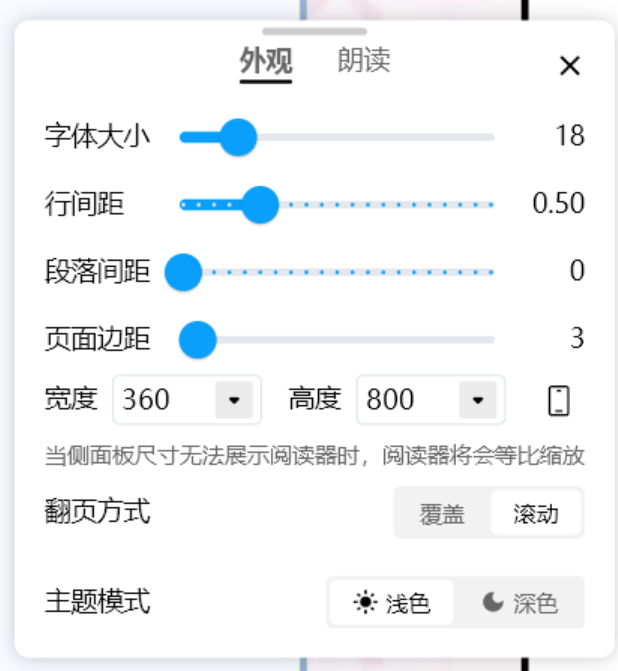 外观 朗读
字体大小 18
行间距 0.50
段落间距 0
页面边距 3
宽度 360 高度 800
当侧面板尺寸无法展示阅读器时，阅读器将会等比缩放
翻页方式 覆盖 滚动
主题模式 浅色 深色